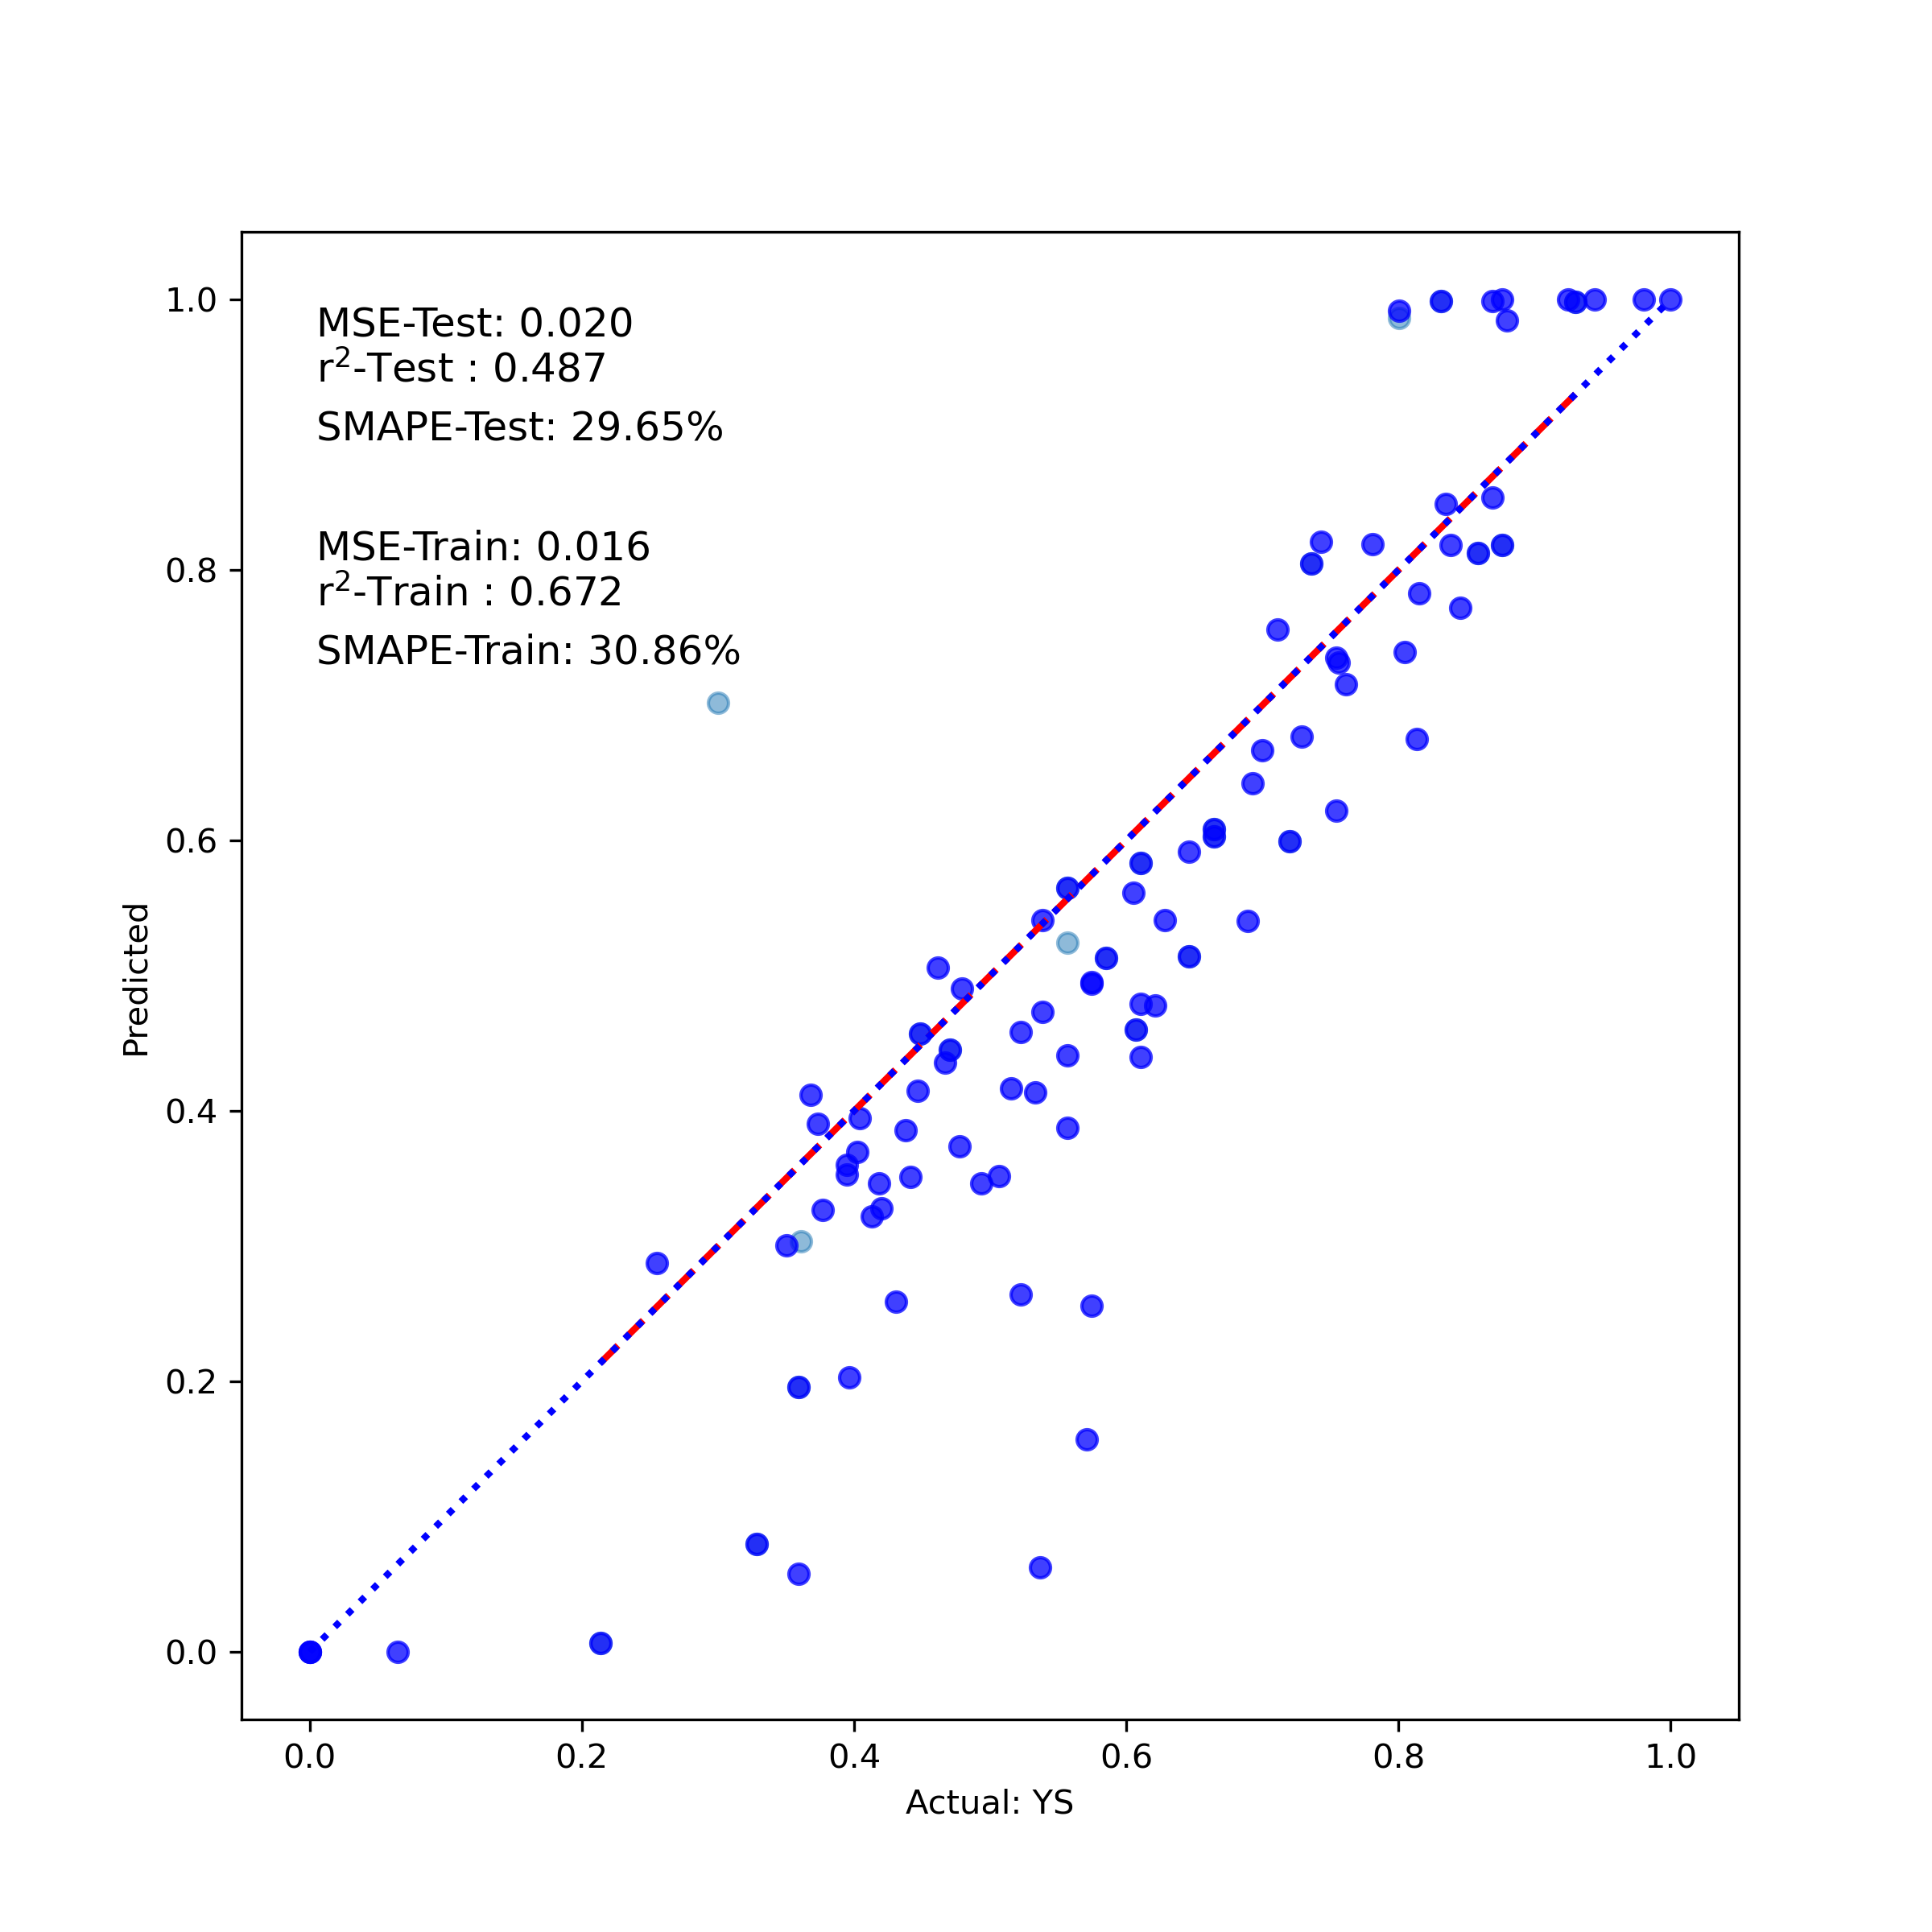 MSE-Test: 0.020
r²-Test : 0.487
SMAPE-Test: 29.65%
MSE-Train: 0.016
r²-Train : 0.672
SMAPE-Train: 30.86%
1.0
0.8
0.6
0.4
0.2
0.0
Predicted
0.0 0.2 0.4 0.6 0.8 1.0
Actual: YS